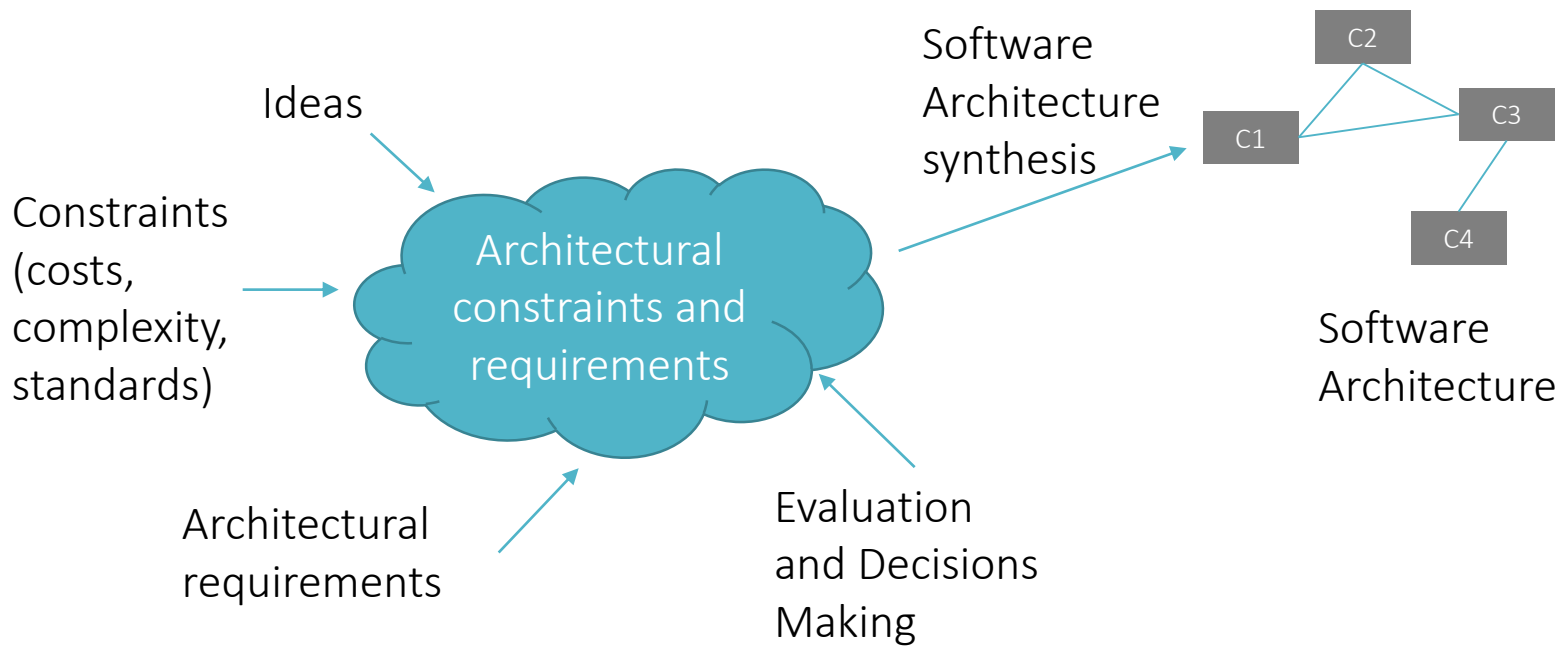 Ideas
Constraints
(costs,
complexity,
standards)
Architectural
constraints and
requirements
Architectural
requirements
Evaluation
and Decisions
Making
Software
Architecture
synthesis
C2
C1
C3
C4
Software
Architecture